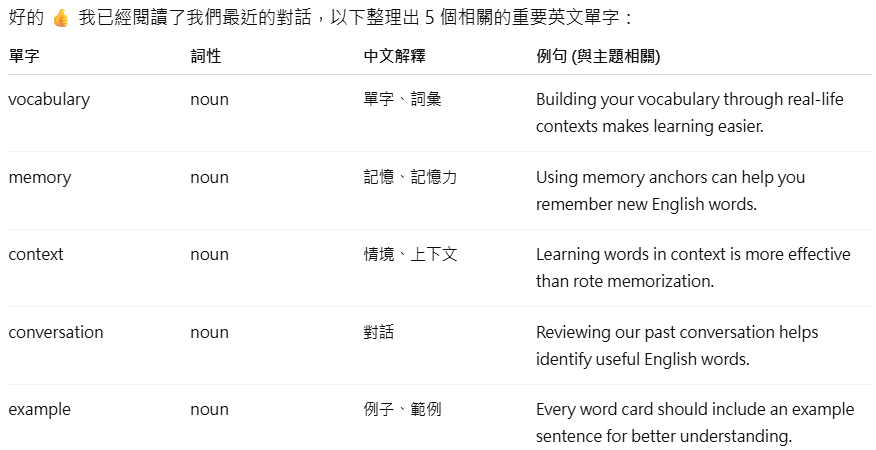 好的 👍 我已經閱讀了我們最近的對話，以下整理出 5 個相關的重要英文單字：
單字 詞性 中文解釋 例句 (與主題相關)
vocabulary noun 單字、詞彙 Building your vocabulary through real-life
contexts makes learning easier.
memory noun 記憶、記憶力 Using memory anchors can help you
remember new English words.
context noun 情境、上下文 Learning words in context is more effective
than rote memorization.
conversation noun 對話 Reviewing our past conversation helps
identify useful English words.
example noun 例子、範例 Every word card should include an example
sentence for better understanding.